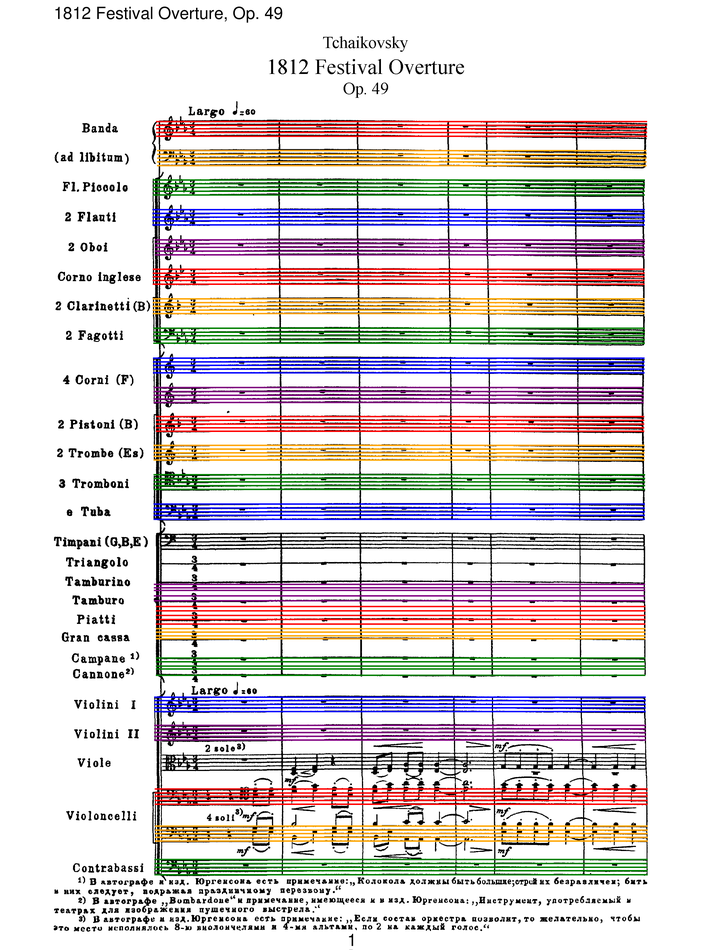 1812 Festival Overture, Op. 49
Tchaikovsky
1812 Festival Overture
Op. 49
Largo ♩=60
Banda
(ad libitum)
Fl. Piccolo
2 Flauti
2 Oboi
Corno inglese
2 Clarinetti (B)
2 Fagotti
4 Corni (F)
2 Pistoni (B)
2 Trombe (Es)
3 Tromboni
e Tuba
Timpani (G,B,E)
Triangolo
Tamburino
Tamburo
Piatti
Gran cassa
Campane 1)
Cannone 2)
Largo ♩=60
Violini I
Violini II
2 sole 3) mf
Viole
mf
mf
Violoncelli
4 soli 3) mf mf
mf
Contrabassi
1) В автографе и изд. Юргенсона есть примечание: „Колокола должны быть большие; строй их безразличен; бить
в них следует, подражая праздничному перезвону.“
2) В автографе „Bombardone“ и примечание, имеющееся и в изд. Юргенсона: „Инструмент, употребляемый в
театрах для изображения пушечного выстрела.“
3) В автографе и изд. Юргенсона есть примечание: „Если состав оркестра позволит, то желательно, чтобы
это место исполнялось 8-ю виолончелями и 4-мя альтами, по 2 на каждый голос.“
1